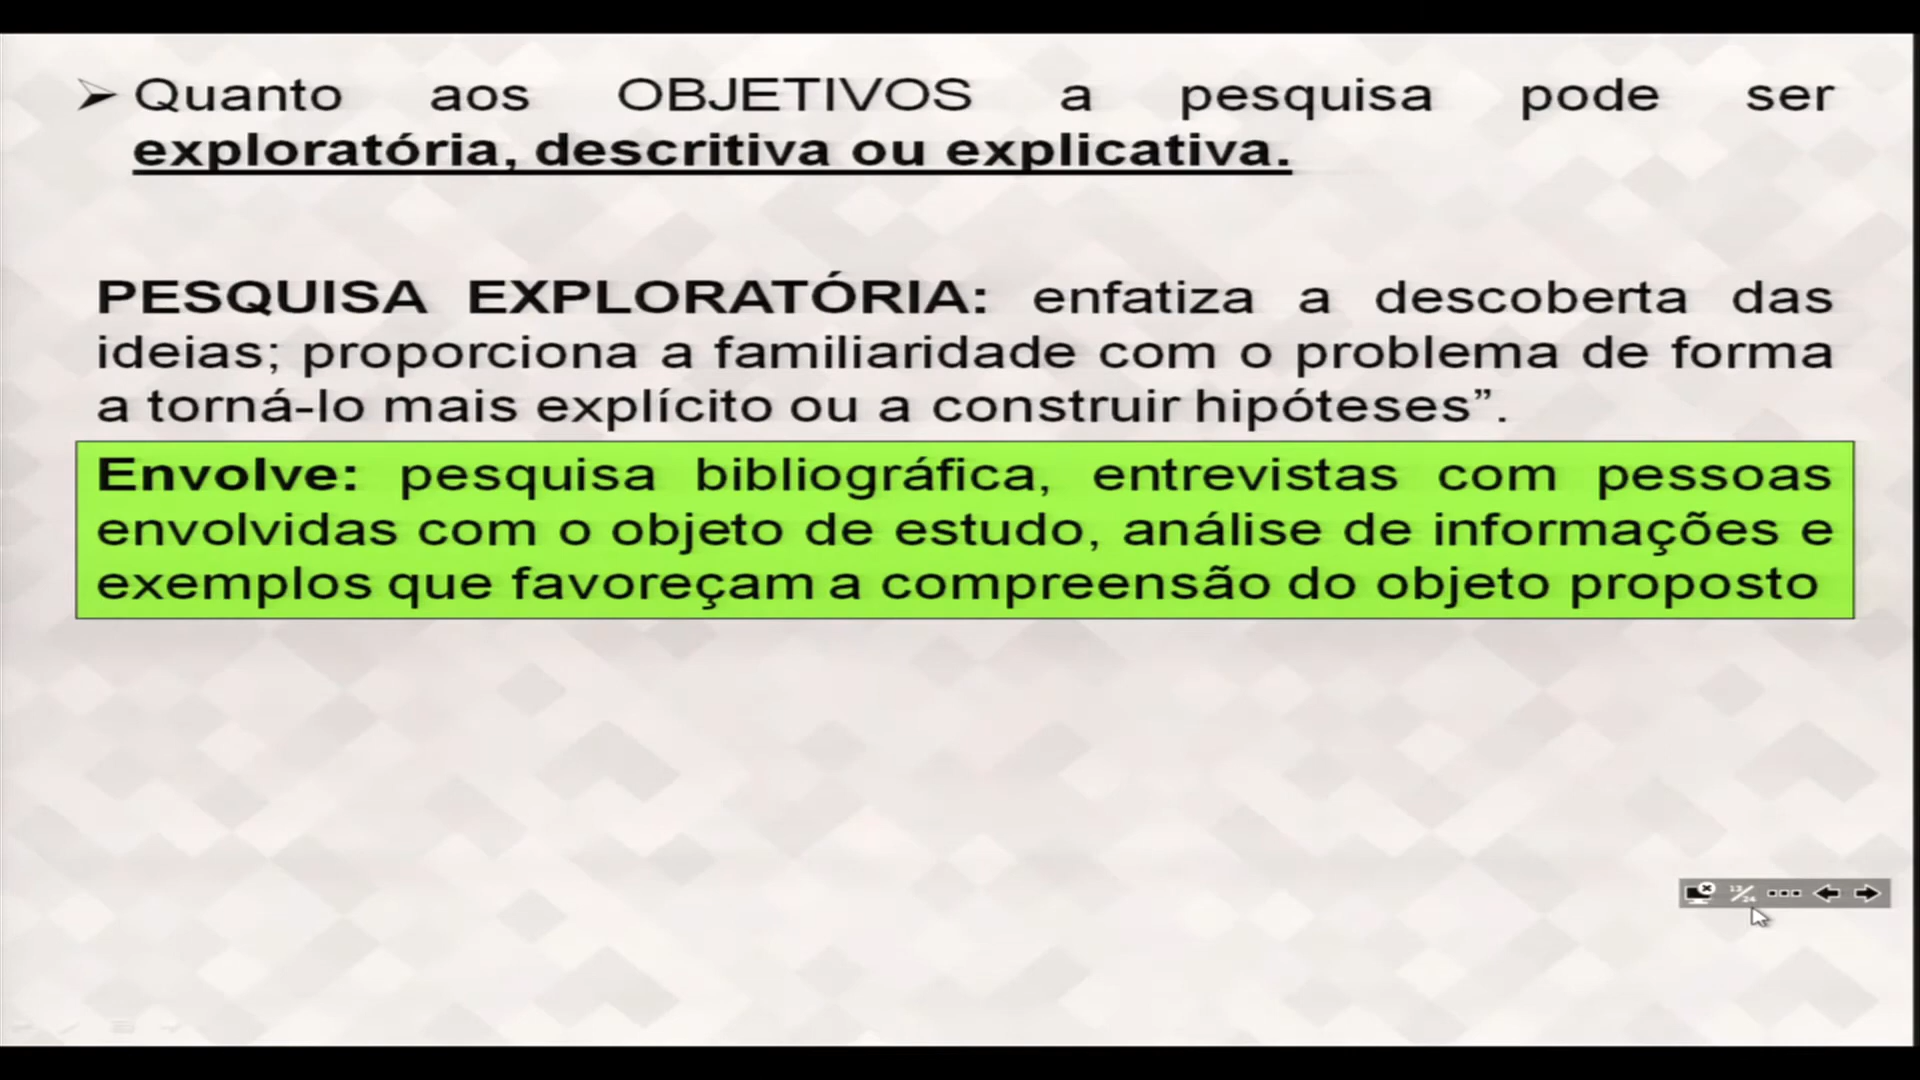 ➢ Quanto aos OBJETIVOS a pesquisa pode ser
exploratória, descritiva ou explicativa.
PESQUISA EXPLORATÓRIA: enfatiza a descoberta das
ideias; proporciona a familiaridade com o problema de forma
a torná-lo mais explícito ou a construir hipóteses”.
Envolve: pesquisa bibliográfica, entrevistas com pessoas
envolvidas com o objeto de estudo, análise de informações e
exemplos que favoreçam a compreensão do objeto proposto